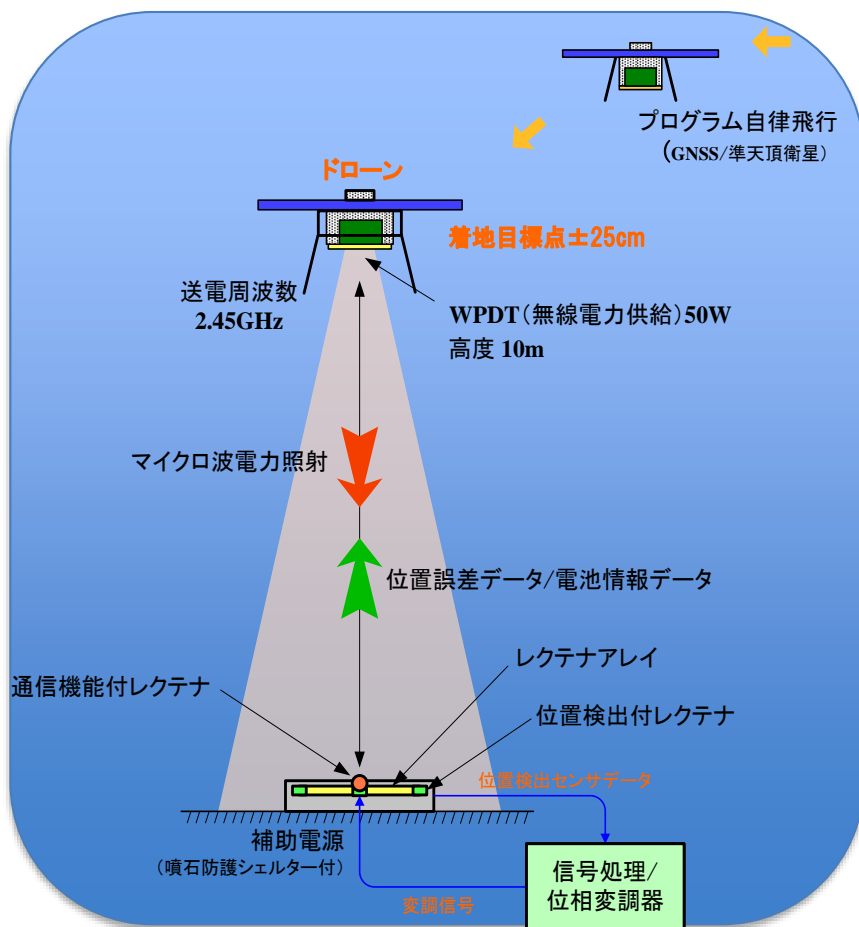 プログラム自律飛行
(GNSS/準天頂衛星)
ドローン
着地目標点±25cm
送電周波数
2.45GHz
WPDT(無線電力供給)50W
高度 10m
マイクロ波電力照射
位置誤差データ/電池情報データ
レクテナアレイ
通信機能付レクテナ
位置検出付レクテナ
位置検出センサデータ
補助電源
(噴石防護シェルター付)
信号処理/
位相変調器
変調信号